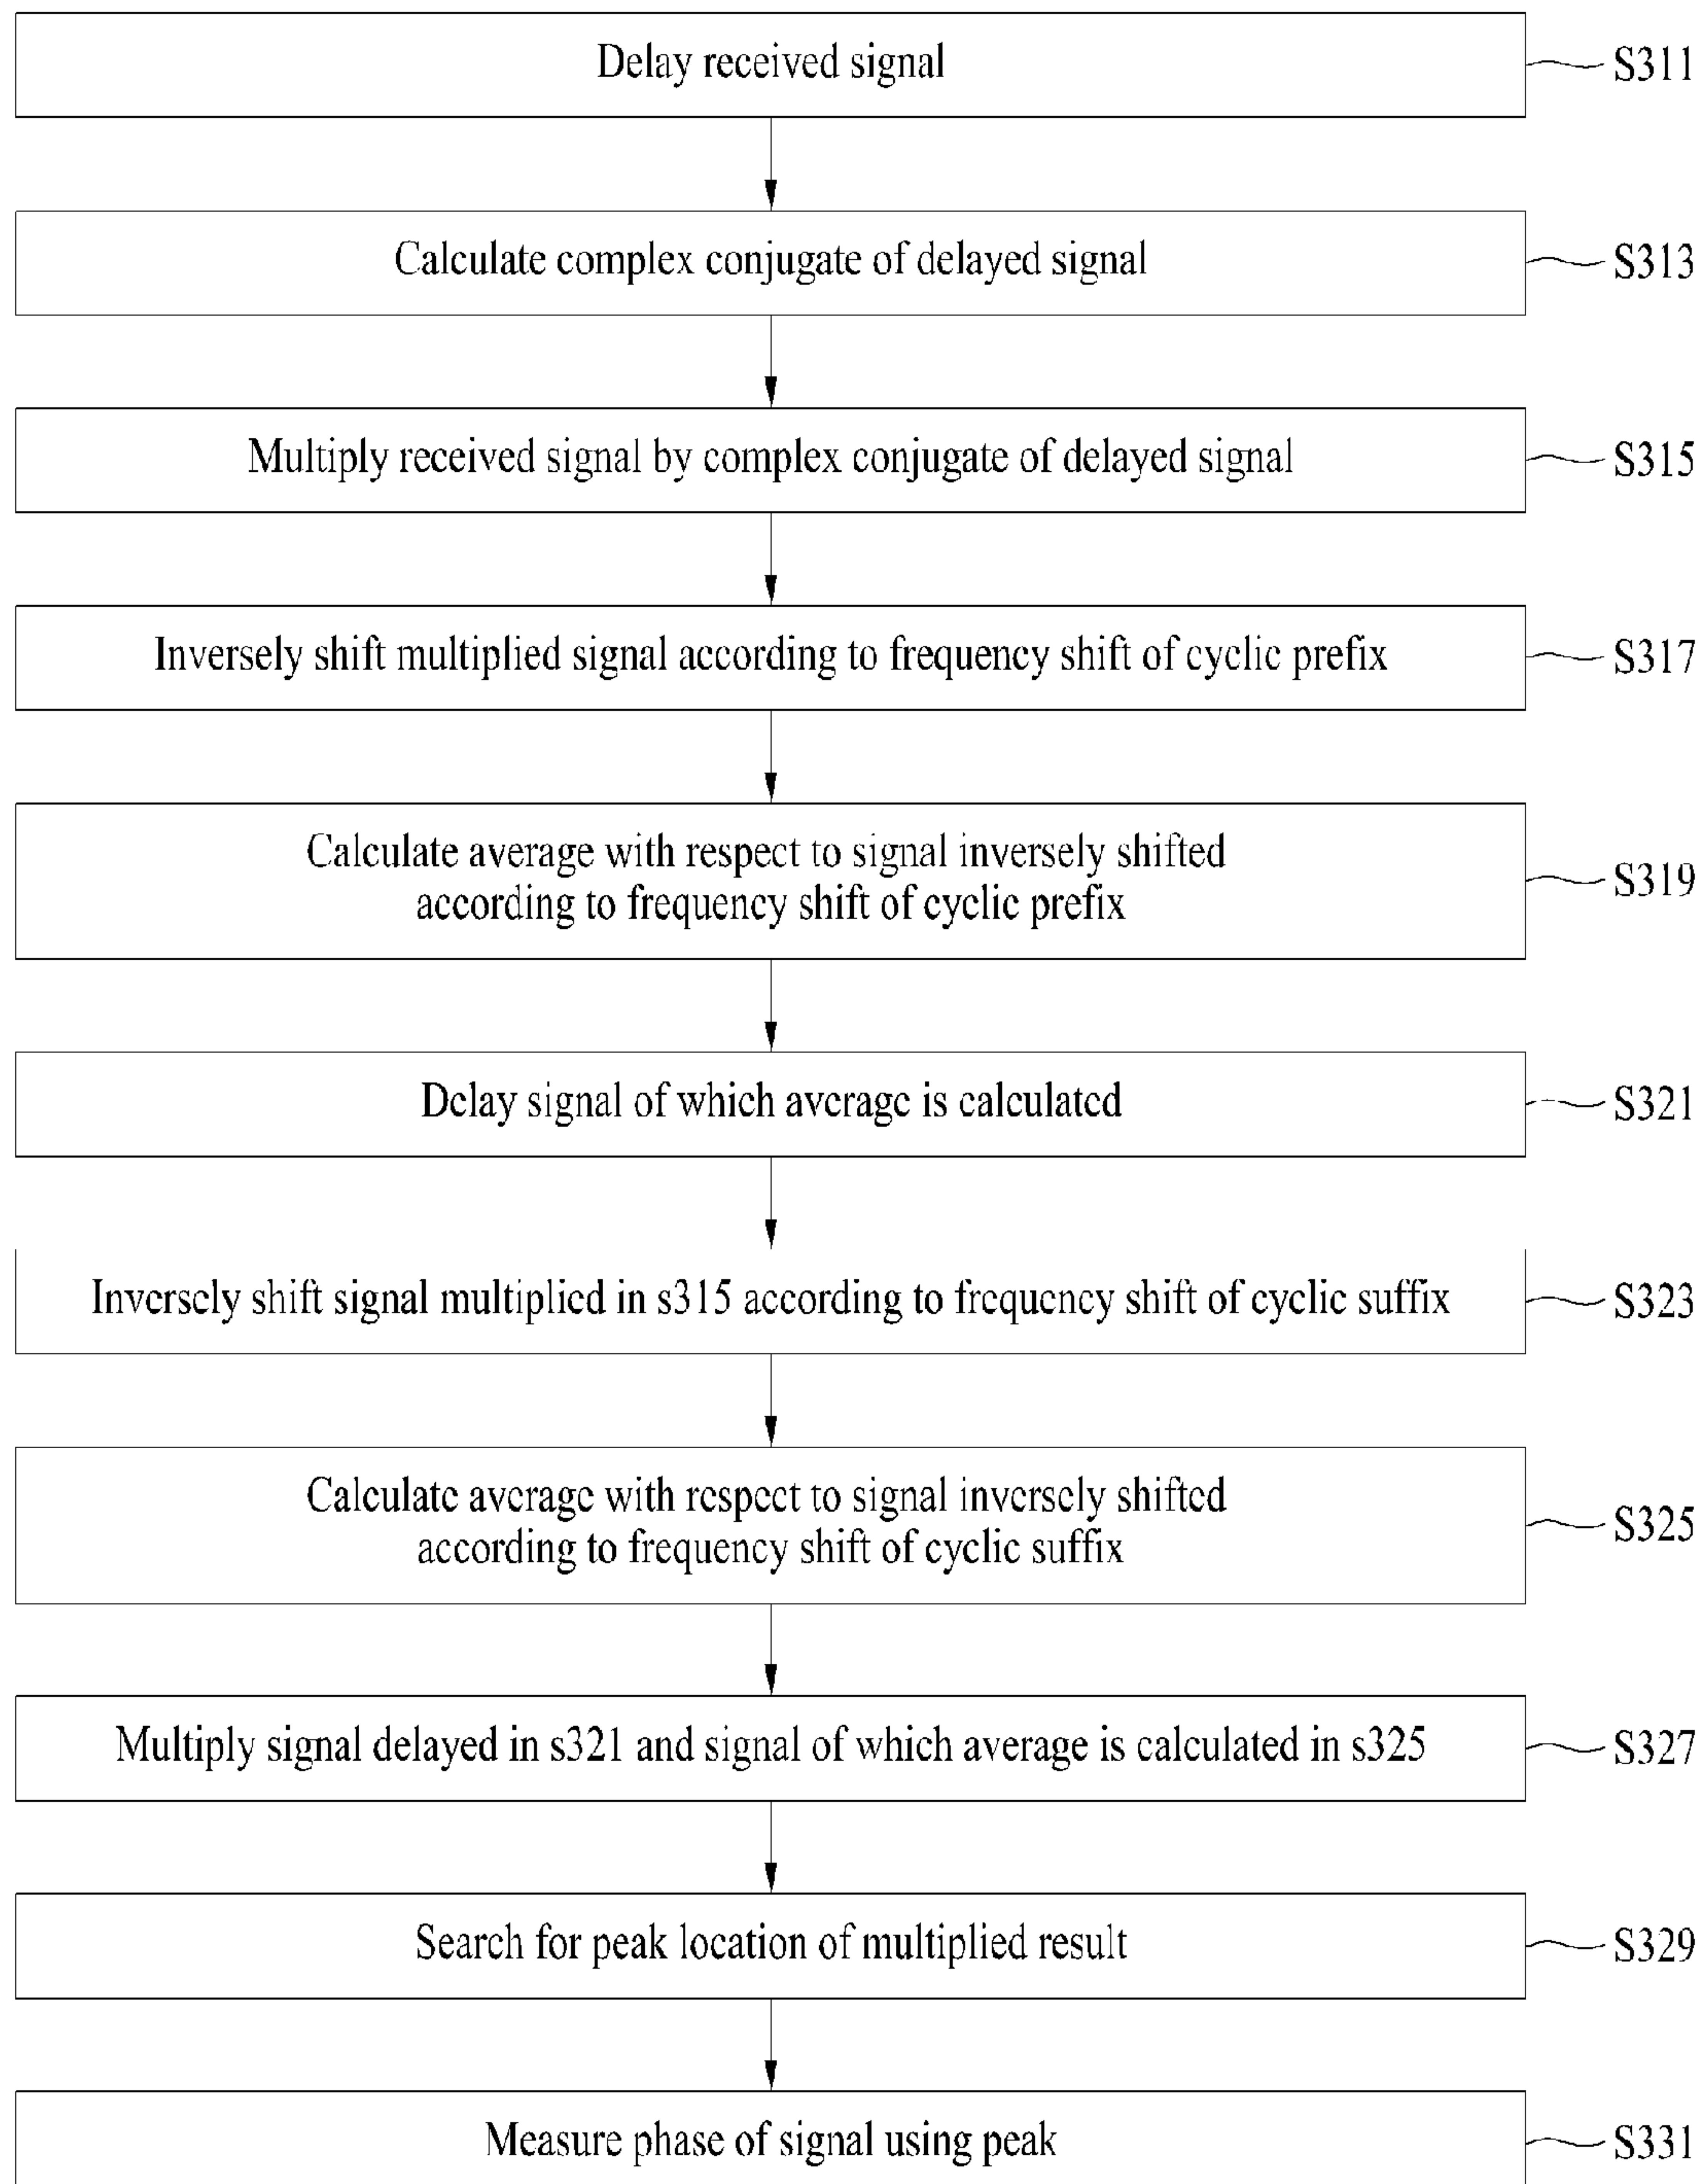 Delay received signal
S311
Calculate complex conjugate of delayed signal
S313
Multiply received signal by complex conjugate of delayed signal
S315
Inversely shift multiplied signal according to frequency shift of cyclic prefix
S317
Calculate average with respect to signal inversely shifted
according to frequency shift of cyclic prefix
S319
Delay signal of which average is calculated
S321
Inversely shift signal multiplied in s315 according to frequency shift of cyclic suffix
S323
Calculate average with respect to signal inversely shifted
according to frequency shift of cyclic suffix
S325
Multiply signal delayed in s321 and signal of which average is calculated in s325
S327
Search for peak location of multiplied result
S329
Measure phase of signal using peak
S331